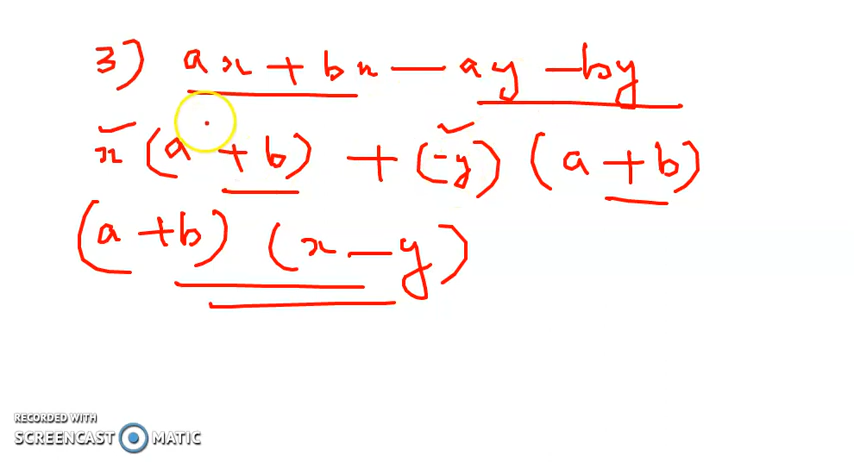 3) ax + bx - ay - by
x (a + b) + (-y) (a + b)
(a + b) (x - y)
RECORDED WITH
SCREENCAST MATIC